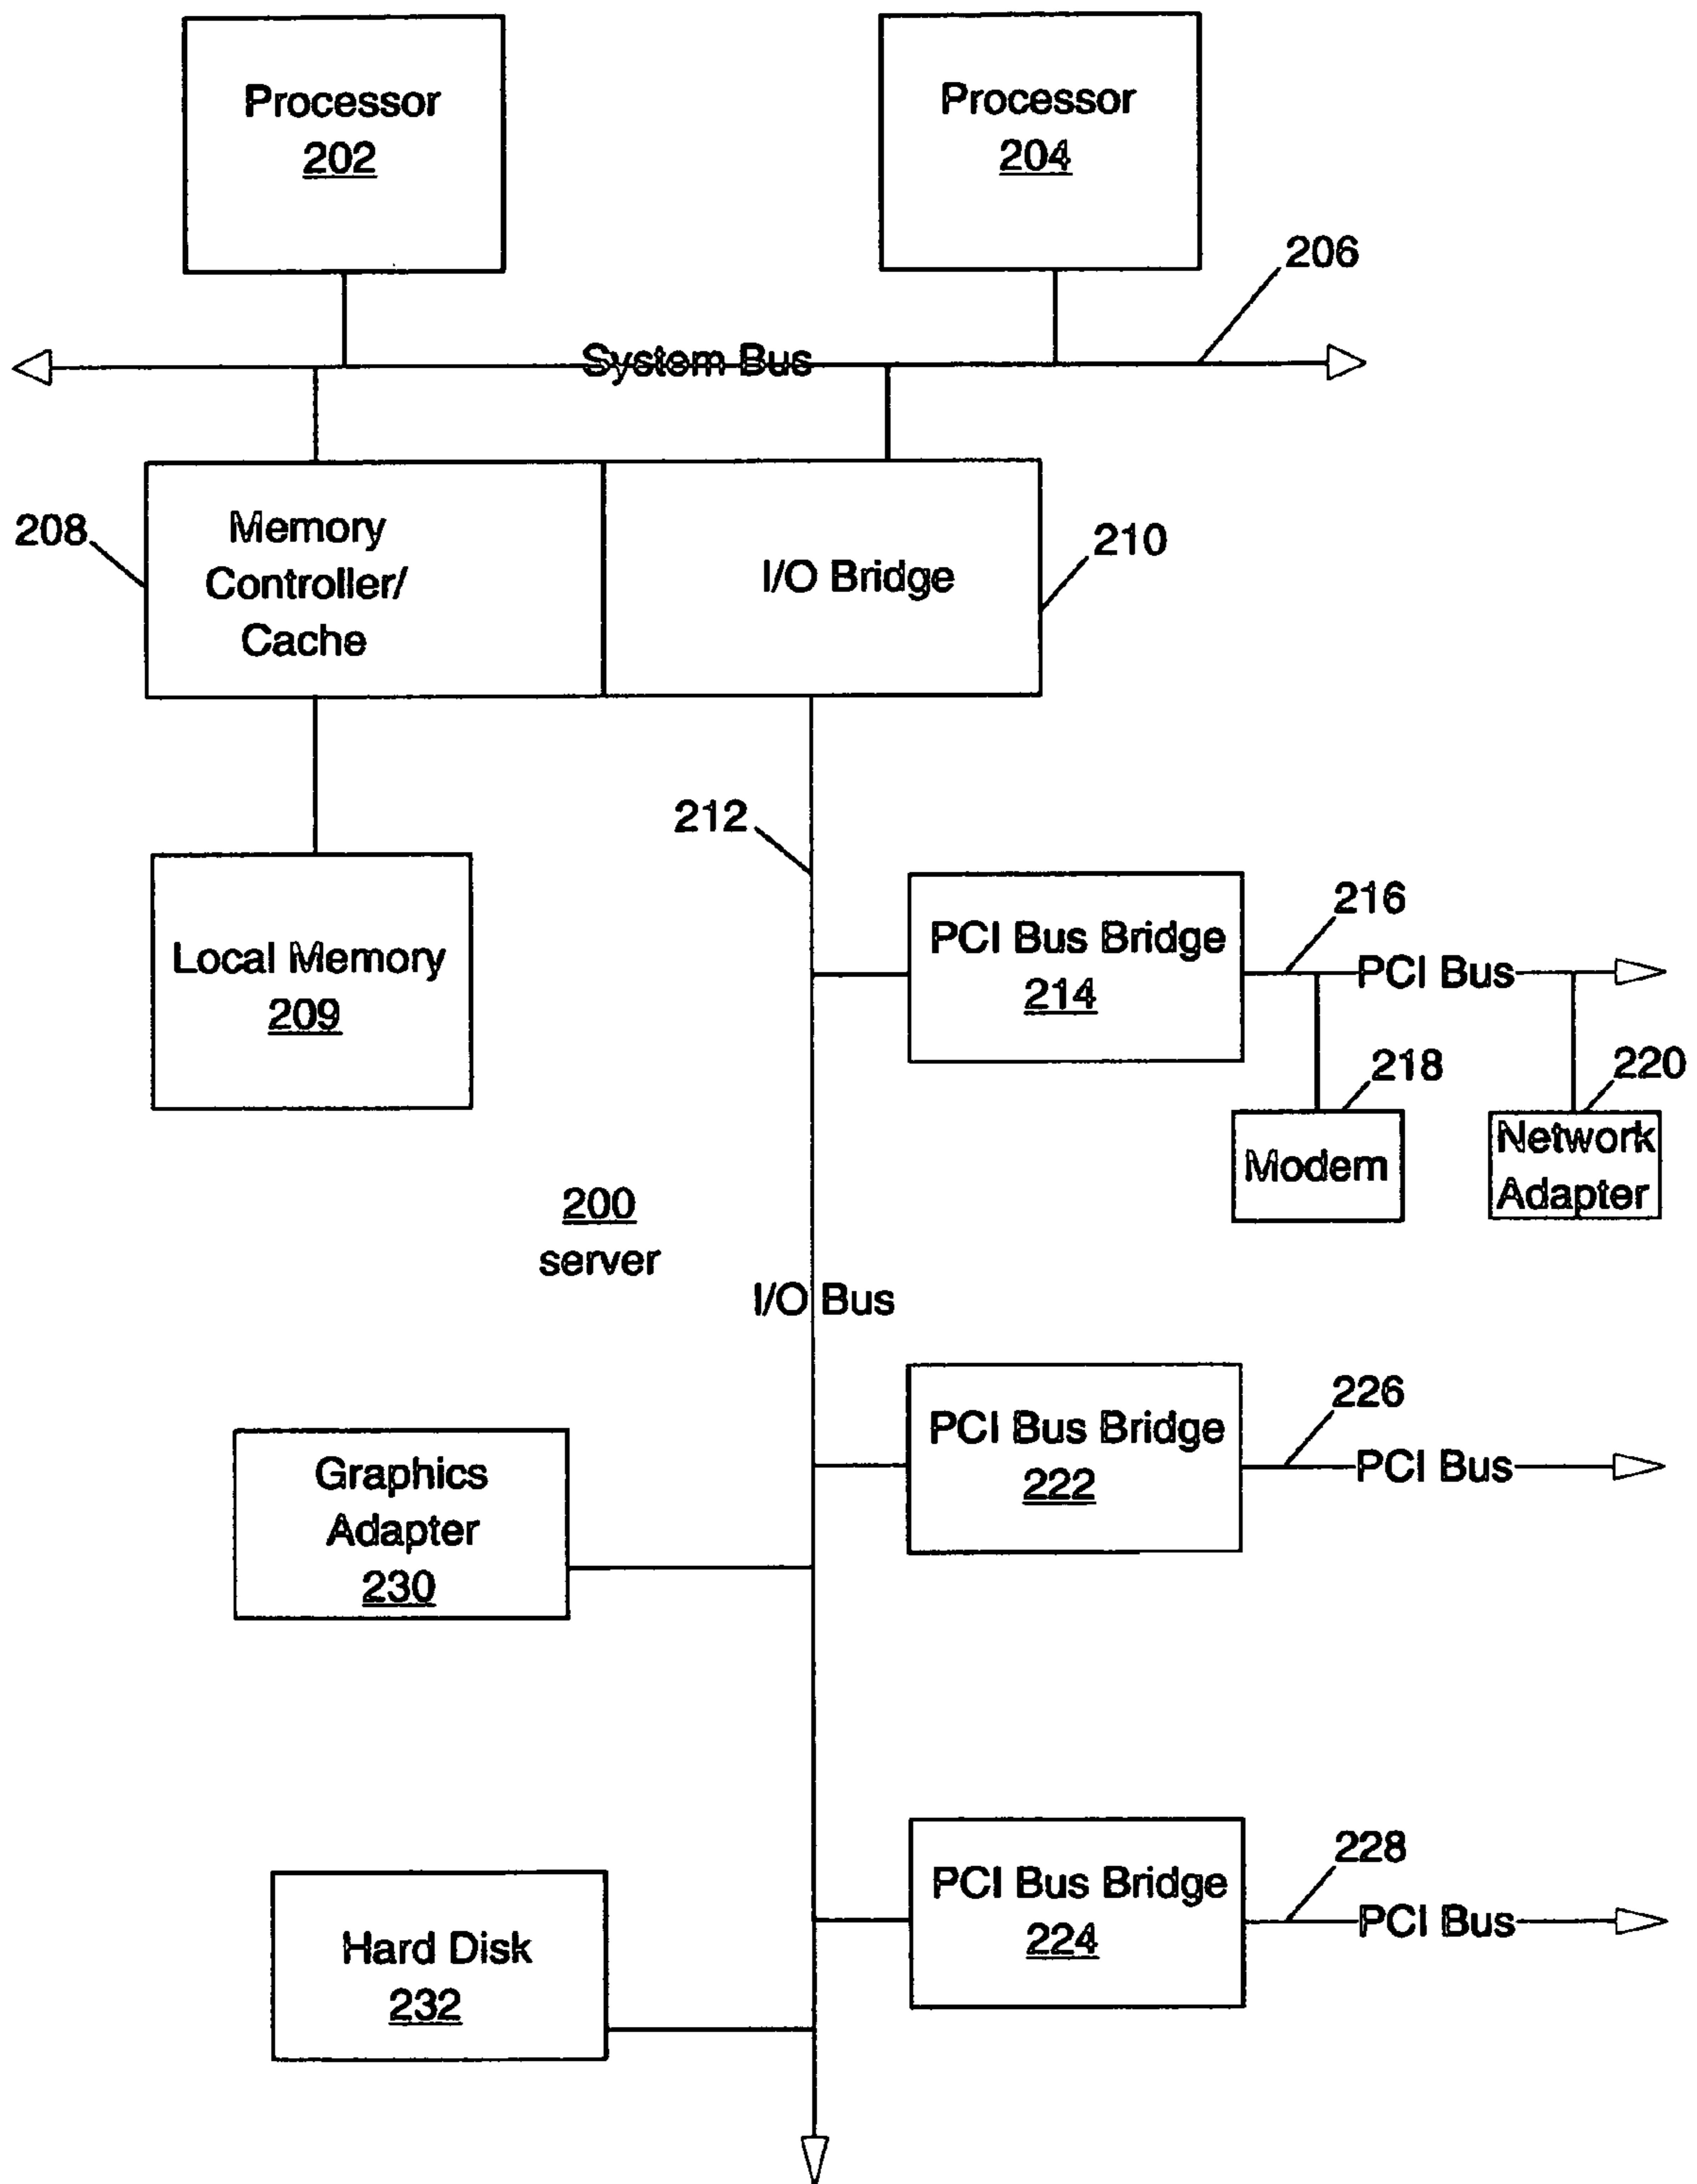 Processor
202
Processor
204
206
System Bus
208
Memory
Controller/
Cache
I/O Bridge
210
212
Local Memory
209
PCI Bus Bridge
214
216
PCI Bus
218
220
Modem
Network
Adapter
200
server
I/O Bus
PCI Bus Bridge
222
226
PCI Bus
Graphics
Adapter
230
PCI Bus Bridge
224
228
PCI Bus
Hard Disk
232